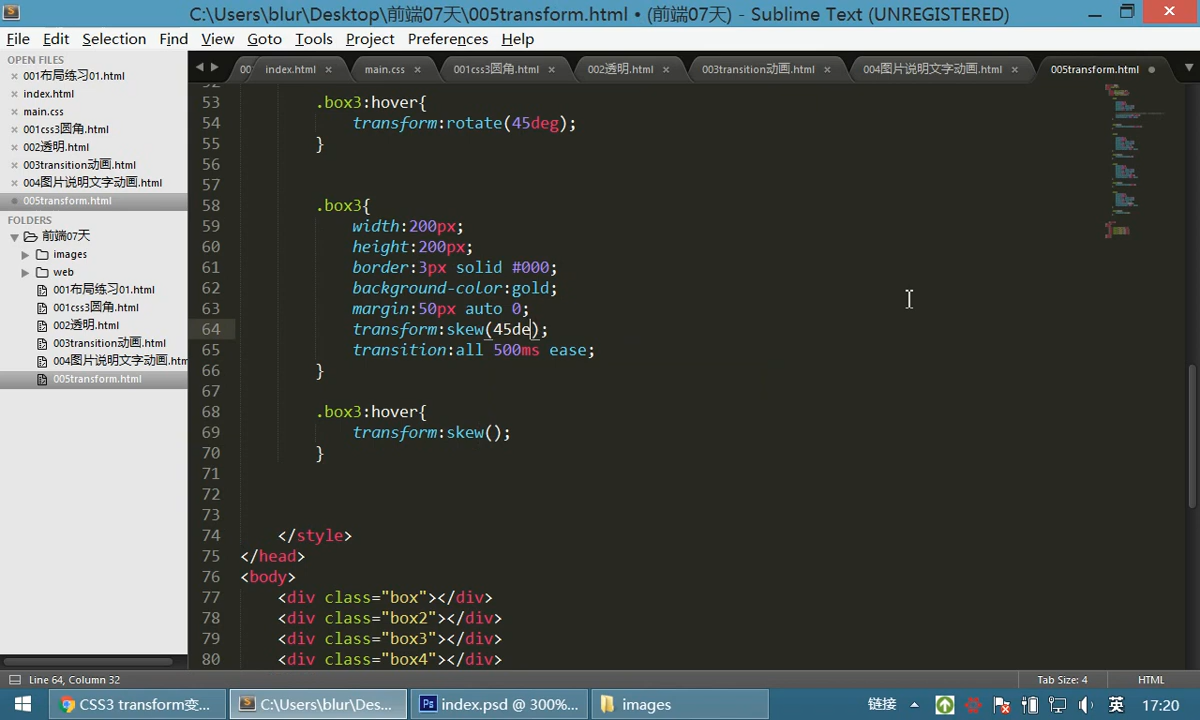 C:\Users\blur\Desktop\前端07天\005transform.html • (前端07天) - Sublime Text (UNREGISTERED)
File Edit Selection Find View Goto Tools Project Preferences Help
OPEN FILES
001布局练习01.html
index.html
main.css
001css3圆角.html
002透明.html
003transition动画.html
004图片说明文字动画.html
005transform.html
FOLDERS
前端07天
images
web
001布局练习01.html
001css3圆角.html
002透明.html
003transition动画.html
004图片说明文字动画.htm
005transform.html
00 index.html main.css 001css3圆角.html 002透明.html 003transition动画.html 004图片说明文字动画.html 005transform.html
53 .box3:hover{
54 transform:rotate(45deg);
55 }
56
57
58 .box3{
59 width:200px;
60 height:200px;
61 border:3px solid #000;
62 background-color:gold;
63 margin:50px auto 0;
64 transform:skew(45de);
65 transition:all 500ms ease;
66 }
67
68 .box3:hover{
69 transform:skew();
70 }
71
72
73
74 </style>
75 </head>
76 <body>
77 <div class="box"></div>
78 <div class="box2"></div>
79 <div class="box3"></div>
80 <div class="box4"></div>
Line 64, Column 32 Tab Size: 4 HTML
CSS3 transform变... C:\Users\blur\Des... index.psd @ 300%... images 链接 英 17:20